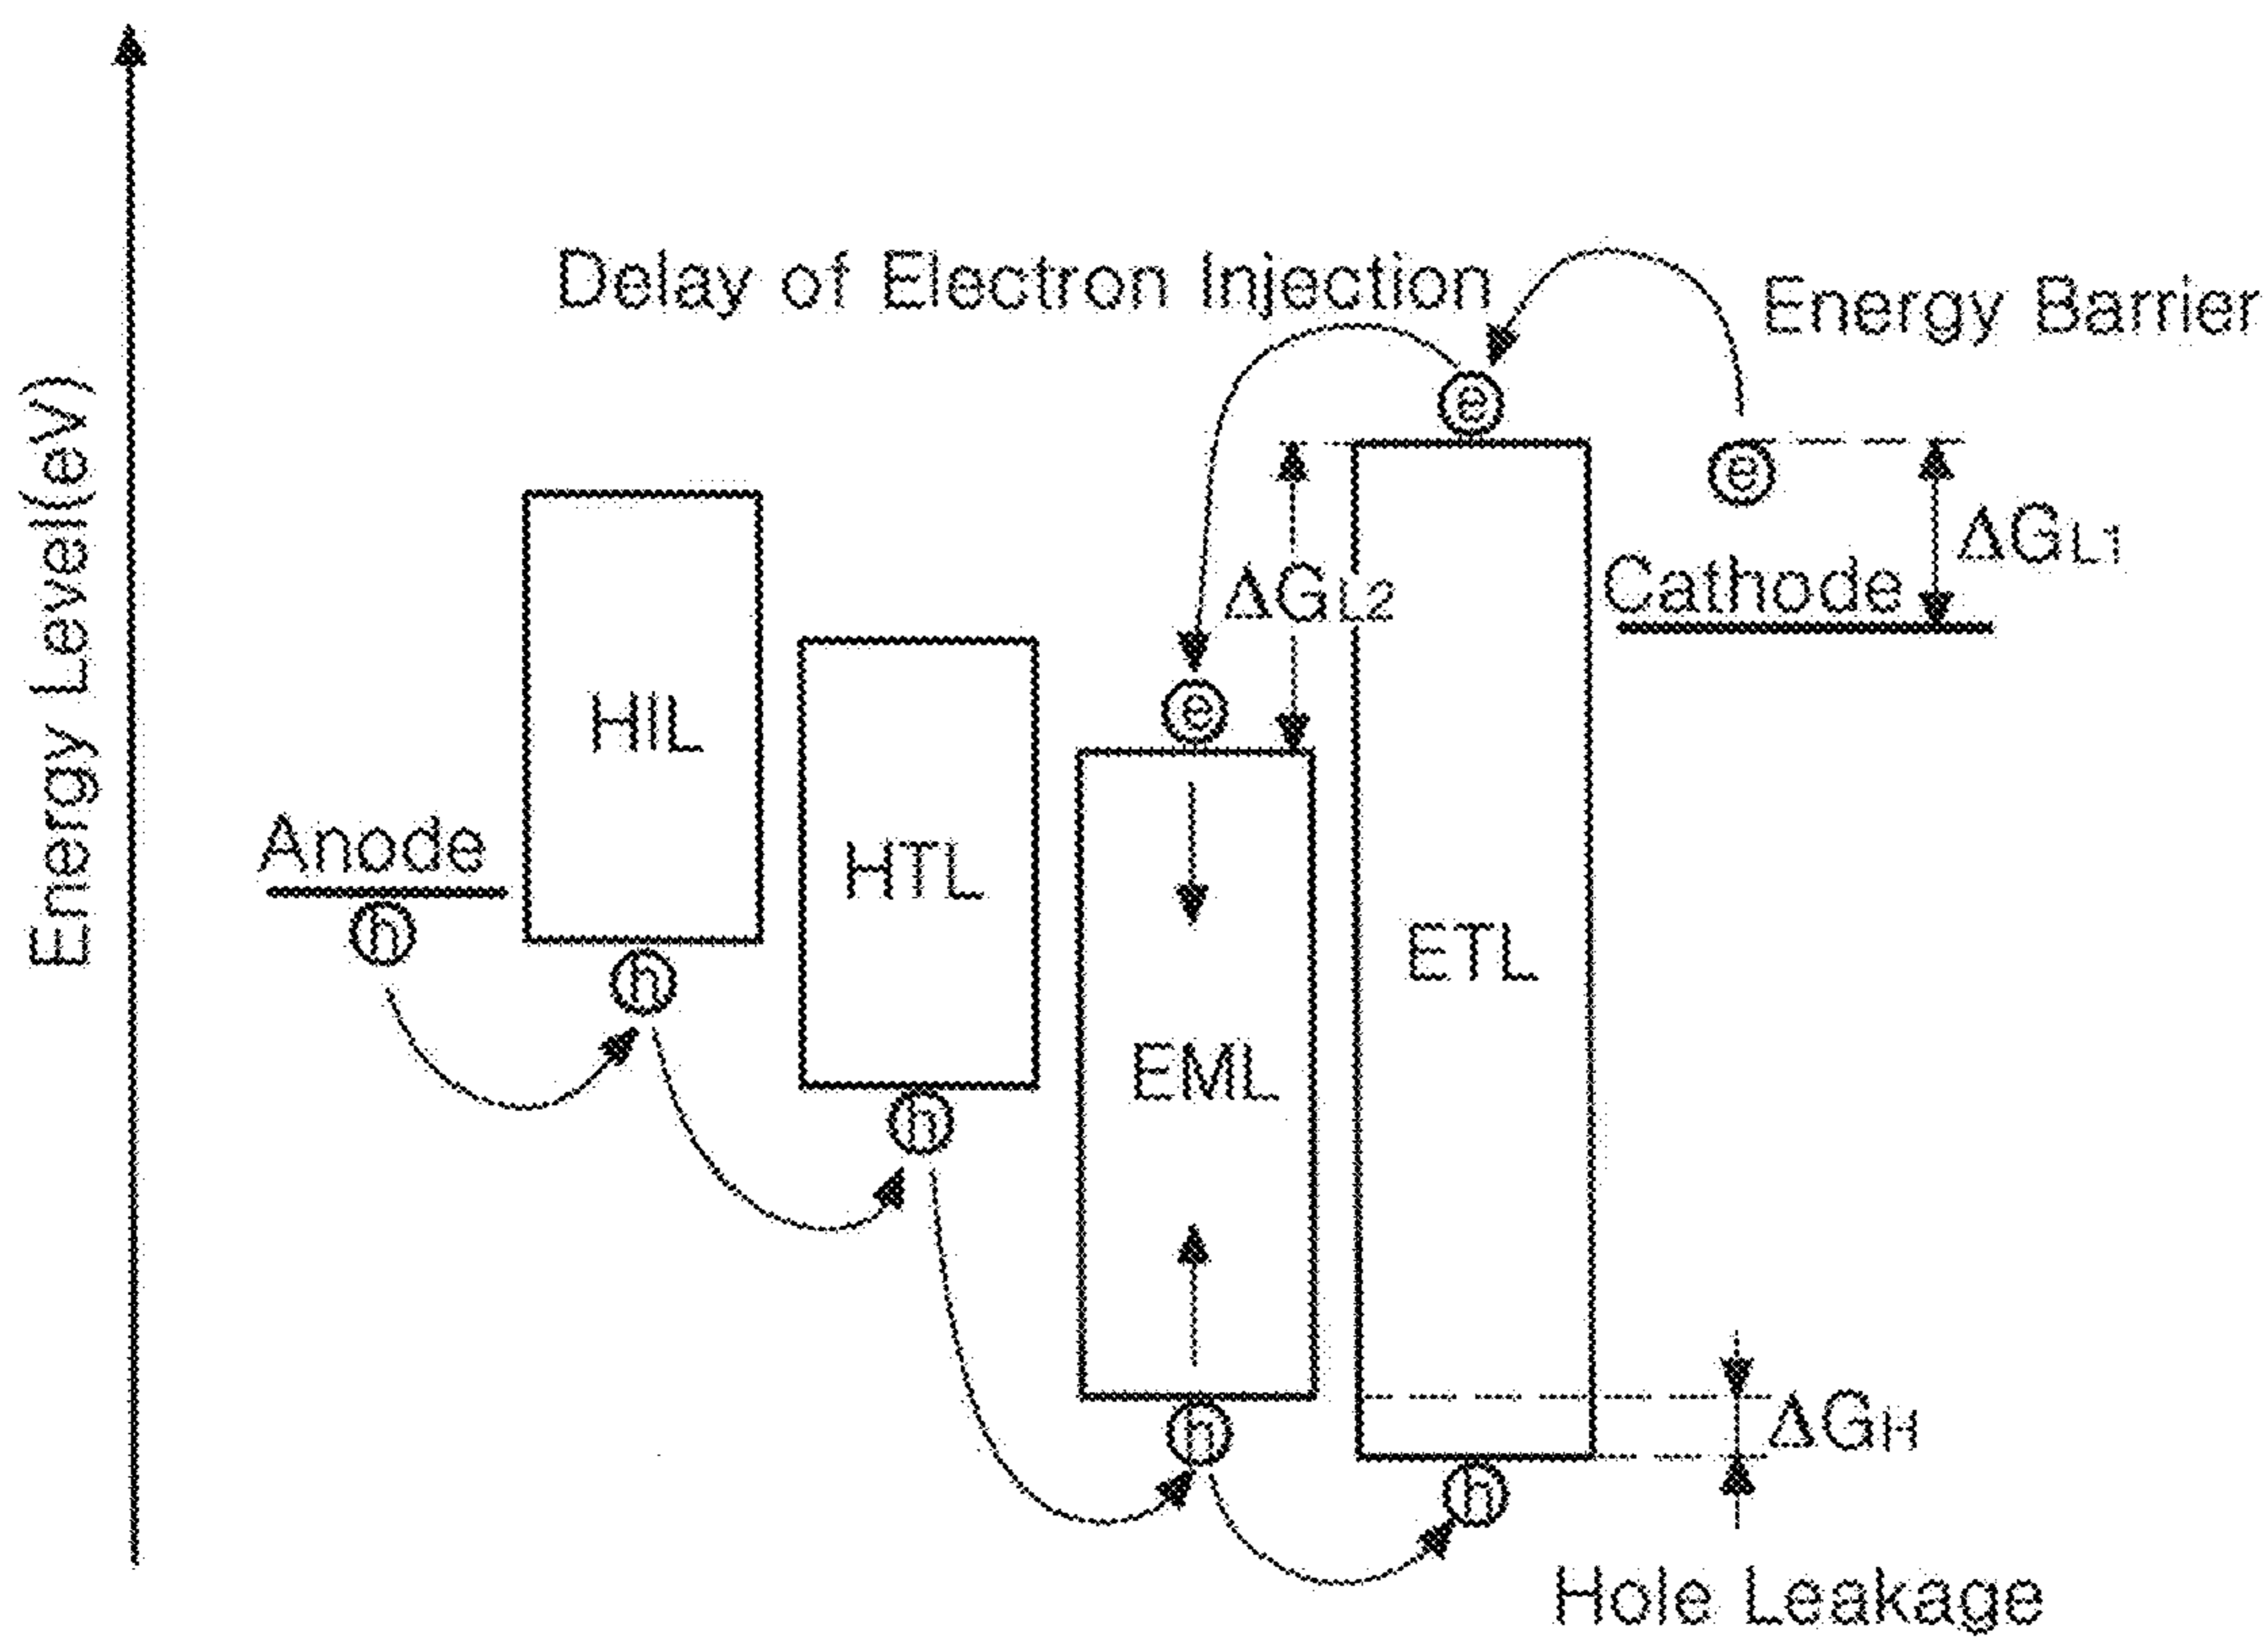 Energy Level(eV)
Delay of Electron Injection
Energy Barrier
e
e
ΔGL1
Cathode
ΔGL2
e
HIL
HTL
Anode
h
h
ETL
EML
h
ΔGH
h
h
Hole Leakage